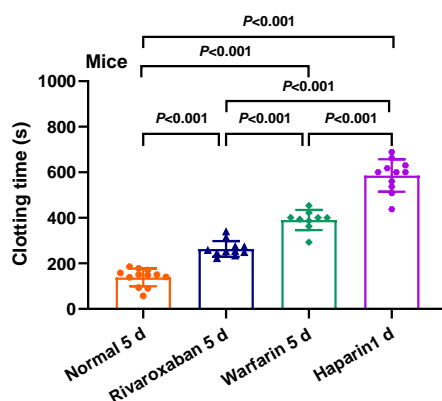 P<0.001
Mice
P<0.001
P<0.001
P<0.001 P<0.001 P<0.001
Clotting time (s)
1000
800
600
400
200
0
Normal 5 d
Rivaroxaban 5 d
Warfarin 5 d
Haparin1 d